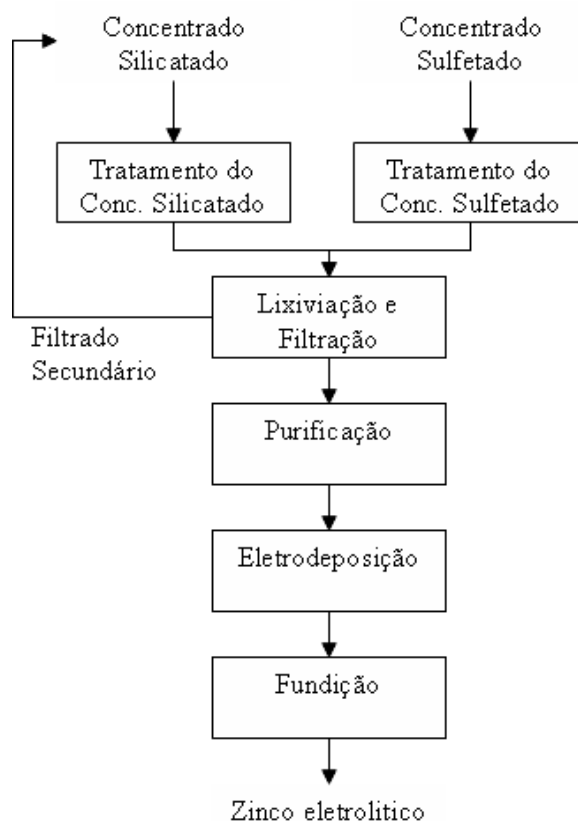 Concentrado
Silicatado
Concentrado
Sulfetado
Tratamento do
Conc. Silicatado
Tratamento do
Conc. Sulfetado
Lixiviação e
Filtração
Filtrado
Secundário
Purificação
Eletrodeposição
Fundição
Zinco eletrolitico